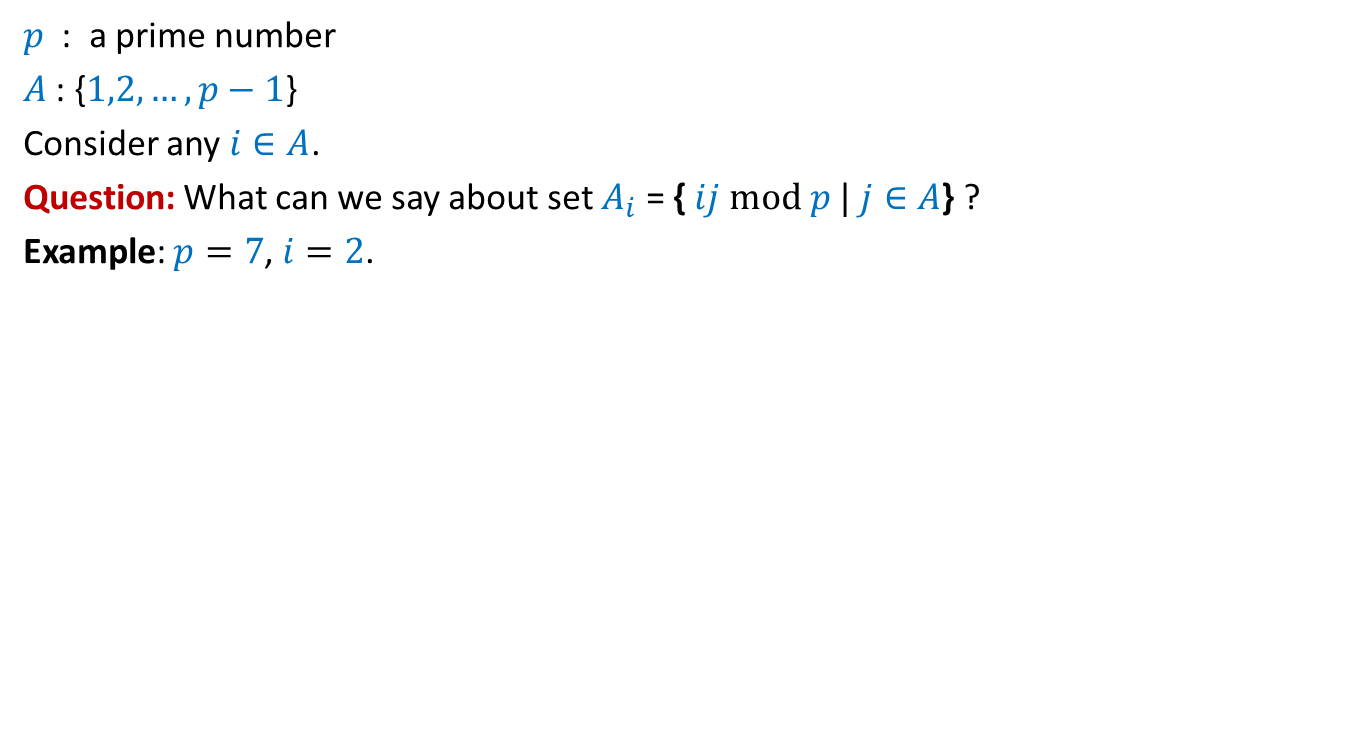 p : a prime number
A : {1,2, … , p − 1}
Consider any i ∈ A.
Question: What can we say about set Aᵢ = { ij mod p | j ∈ A} ?
Example: p = 7, i = 2.